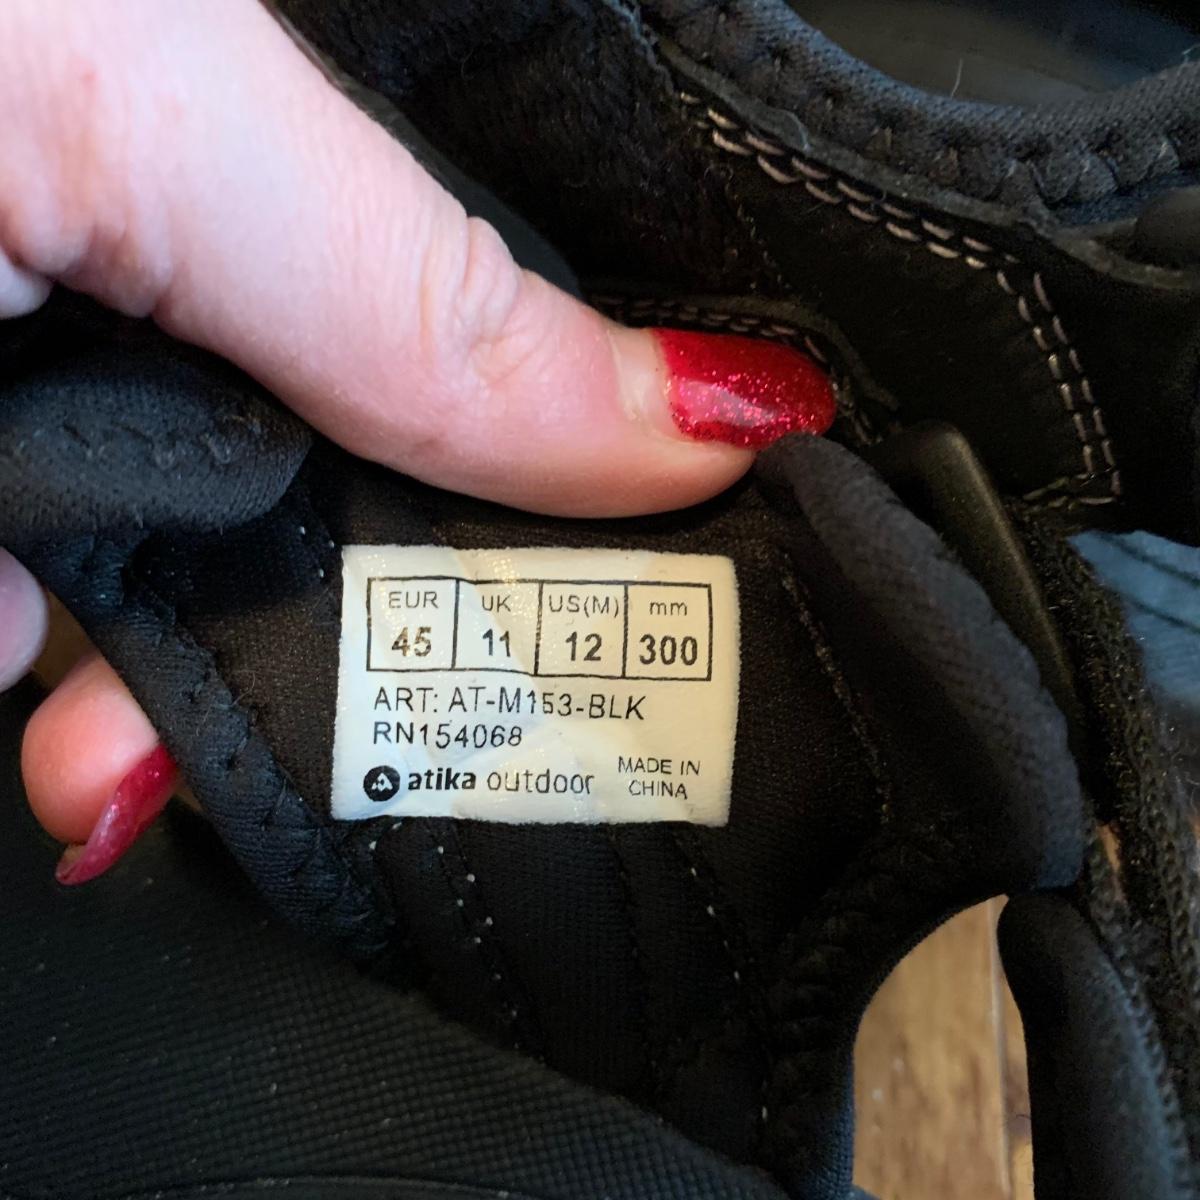 EUR UK US(M) mm
45 11 12 300
ART: AT-M153-BLK
RN154068
atika outdoor MADE IN
CHINA